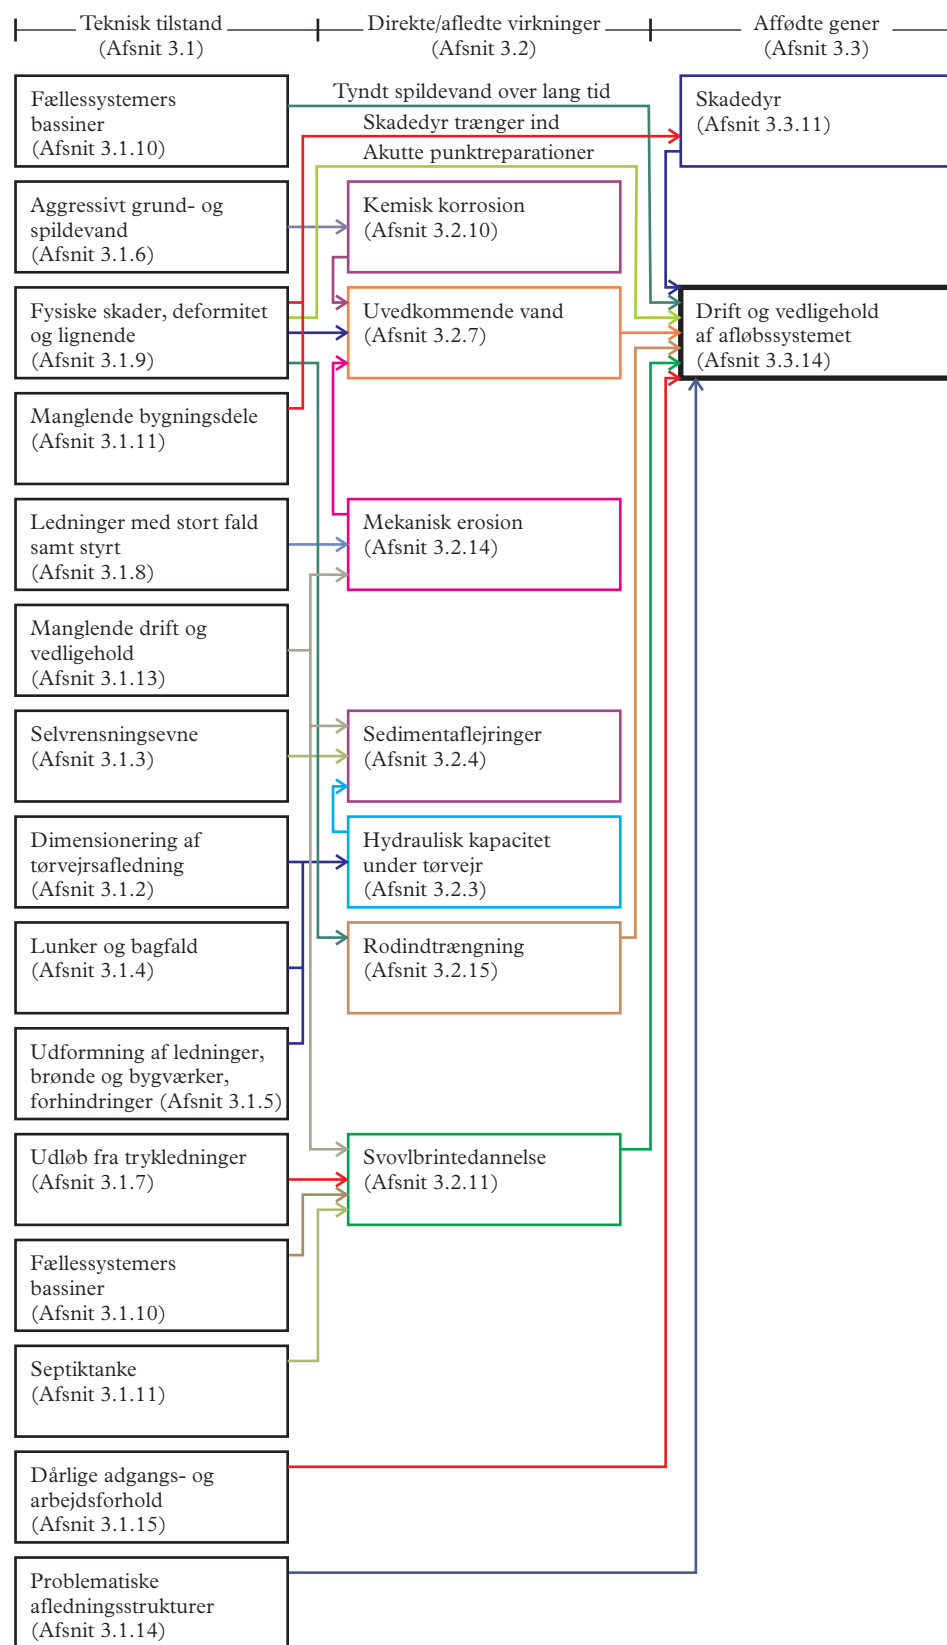 Teknisk tilstand
(Afsnit 3.1)
Direkte/afledte virkninger
(Afsnit 3.2)
Affødte gener
(Afsnit 3.3)
Fællessystemers
bassiner
(Afsnit 3.1.10)
Tyndt spildevand over lang tid
Skadedyr trænger ind
Akutte punktreparationer
Skadedyr
(Afsnit 3.3.11)
Aggressivt grund- og
spildevand
(Afsnit 3.1.6)
Kemisk korrosion
(Afsnit 3.2.10)
Fysiske skader, deformitet
og lignende
(Afsnit 3.1.9)
Uvedkommende vand
(Afsnit 3.2.7)
Drift og vedligehold
af afløbssystemet
(Afsnit 3.3.14)
Manglende bygningsdele
(Afsnit 3.1.11)
Ledninger med stort fald
samt styrt
(Afsnit 3.1.8)
Mekanisk erosion
(Afsnit 3.2.14)
Manglende drift og
vedligehold
(Afsnit 3.1.13)
Selvrensningsevne
(Afsnit 3.1.3)
Sedimentaflejringer
(Afsnit 3.2.4)
Dimensionering af
tørvejrsafledning
(Afsnit 3.1.2)
Hydraulisk kapacitet
under tørvejr
(Afsnit 3.2.3)
Lunker og bagfald
(Afsnit 3.1.4)
Rodindtrængning
(Afsnit 3.2.15)
Udformning af ledninger,
brønde og bygværker,
forhindringer (Afsnit 3.1.5)
Udløb fra trykledninger
(Afsnit 3.1.7)
Svovlbrintedannelse
(Afsnit 3.2.11)
Fællessystemers
bassiner
(Afsnit 3.1.10)
Septiktanke
(Afsnit 3.1.11)
Dårlige adgangs- og
arbejdsforhold
(Afsnit 3.1.15)
Problematiske
afledningsstrukturer
(Afsnit 3.1.14)